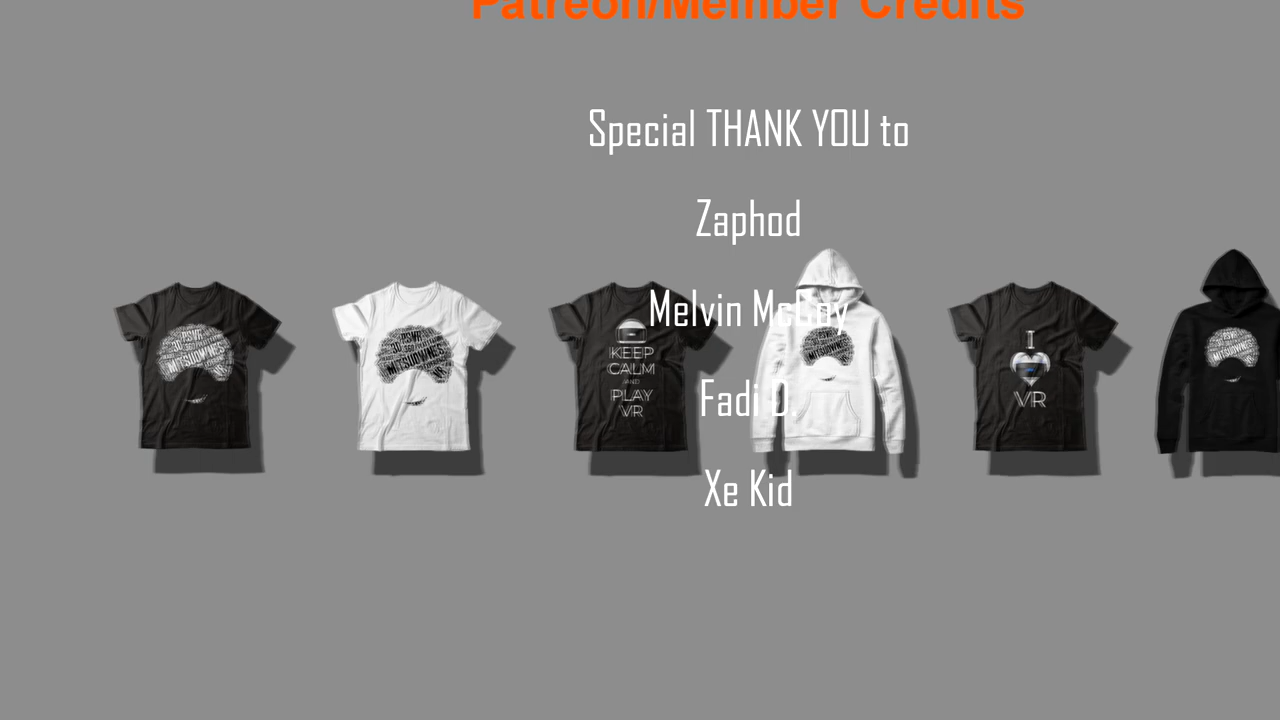 Patreon/Member Credits
Special THANK YOU to
Zaphod
Melvin McCoy
Fadi D.
Xe Kid
KEEP
CALM
AND
PLAY
VR
I
VR